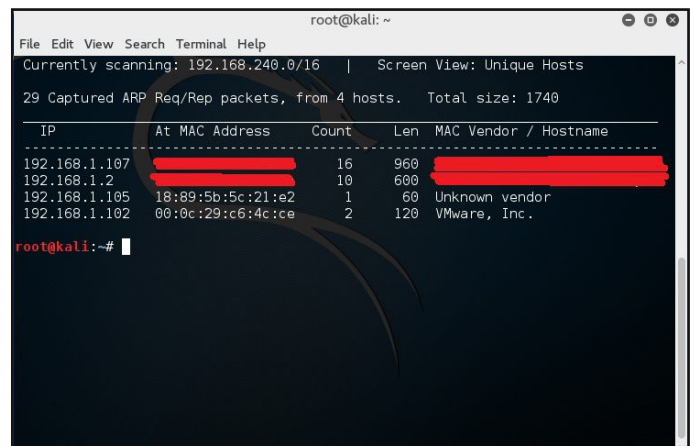 root@kali: ~
File Edit View Search Terminal Help
Currently scanning: 192.168.240.0/16 | Screen View: Unique Hosts
29 Captured ARP Req/Rep packets, from 4 hosts. Total size: 1740
IP At MAC Address Count Len MAC Vendor / Hostname
192.168.1.107 16 960
192.168.1.2 10 600
192.168.1.105 18:89:5b:5c:21:e2 1 60 Unknown vendor
192.168.1.102 00:0c:29:c6:4c:ce 2 120 VMware, Inc.
root@kali:~#